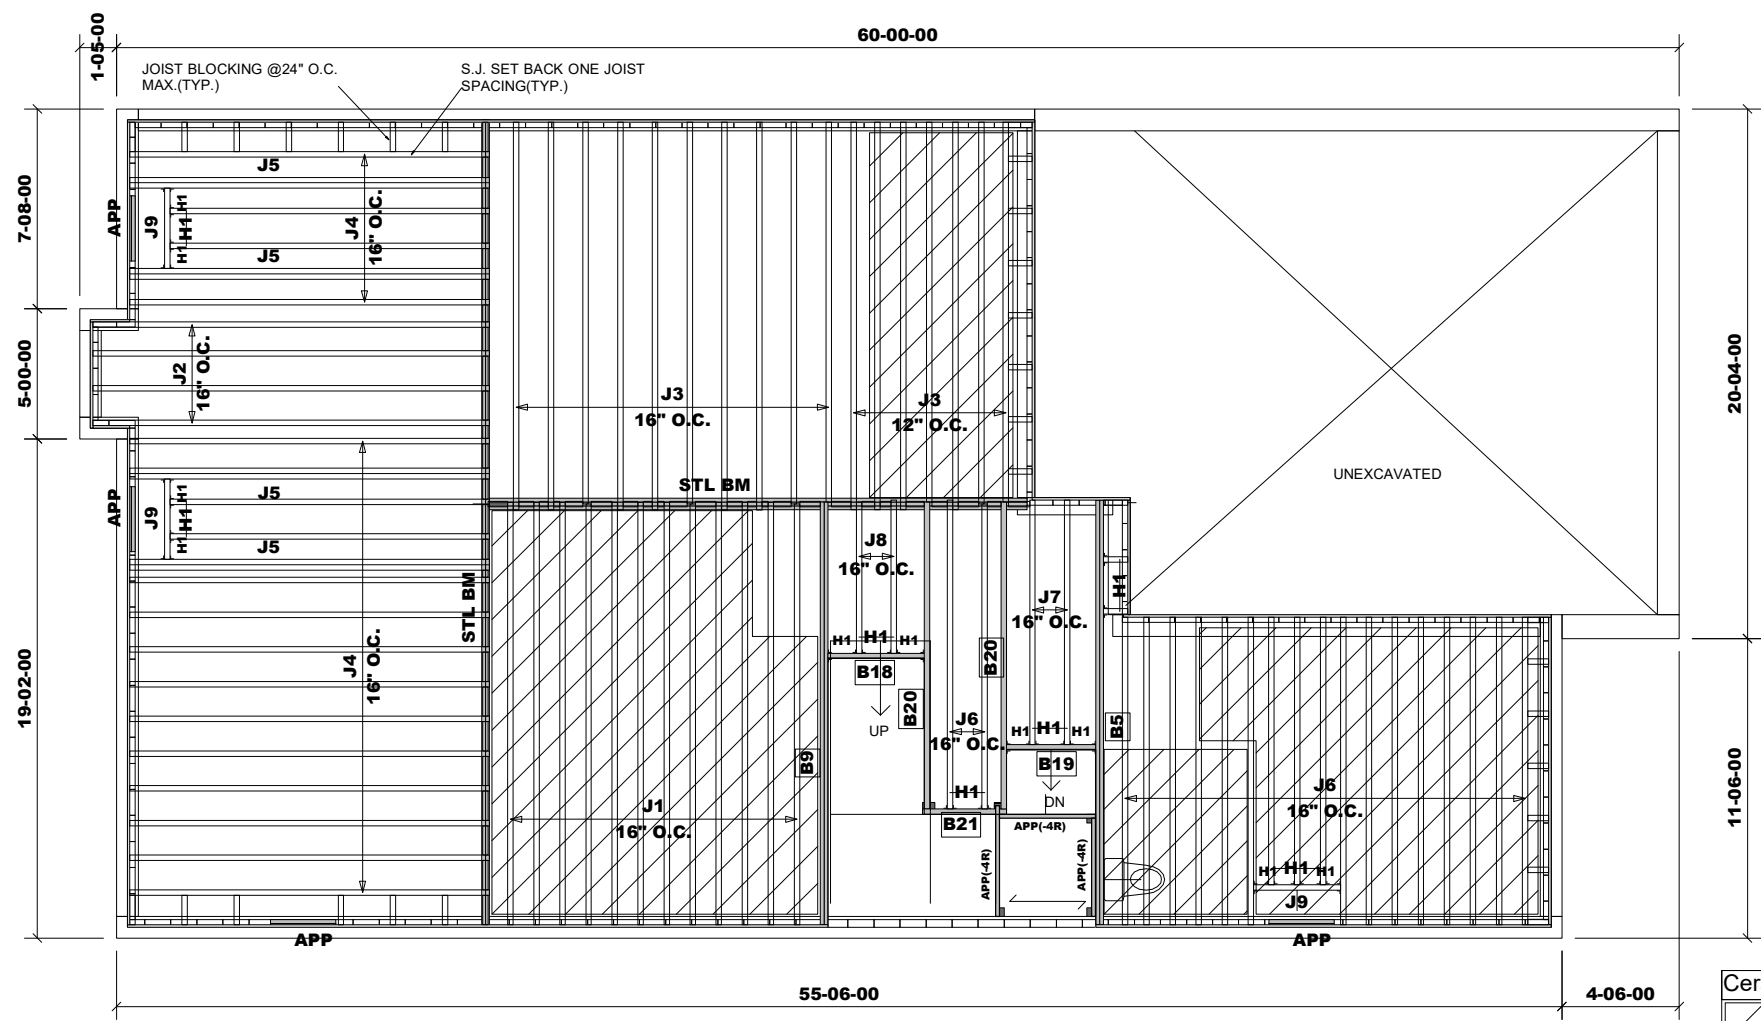 1-05-00
60-00-00
JOIST BLOCKING @24" O.C.
MAX.(TYP.)
S.J. SET BACK ONE JOIST
SPACING(TYP.)
7-08-00
5-00-00
19-02-00
20-04-00
11-06-00
APP
J9
H1
H1
H1
J5
J5
J4
16" O.C.
J2
16" O.C.
J3
16" O.C.
J3
12" O.C.
UNEXCAVATED
STL BM
APP
J9
H1
H1
H1
J5
J5
STL BM
J4
16" O.C.
J1
16" O.C.
B9
J8
16" O.C.
H1
H1
H1
B18
UP
B20
J6
16" O.C.
H1
B21
B20
J7
16" O.C.
H1
H1
H1
B19
DN
APP(-4R)
APP(-4R)
APP(-4R)
H1
B5
J6
16" O.C.
H1
H1
H1
J9
APP
APP
55-06-00
4-06-00
Cer